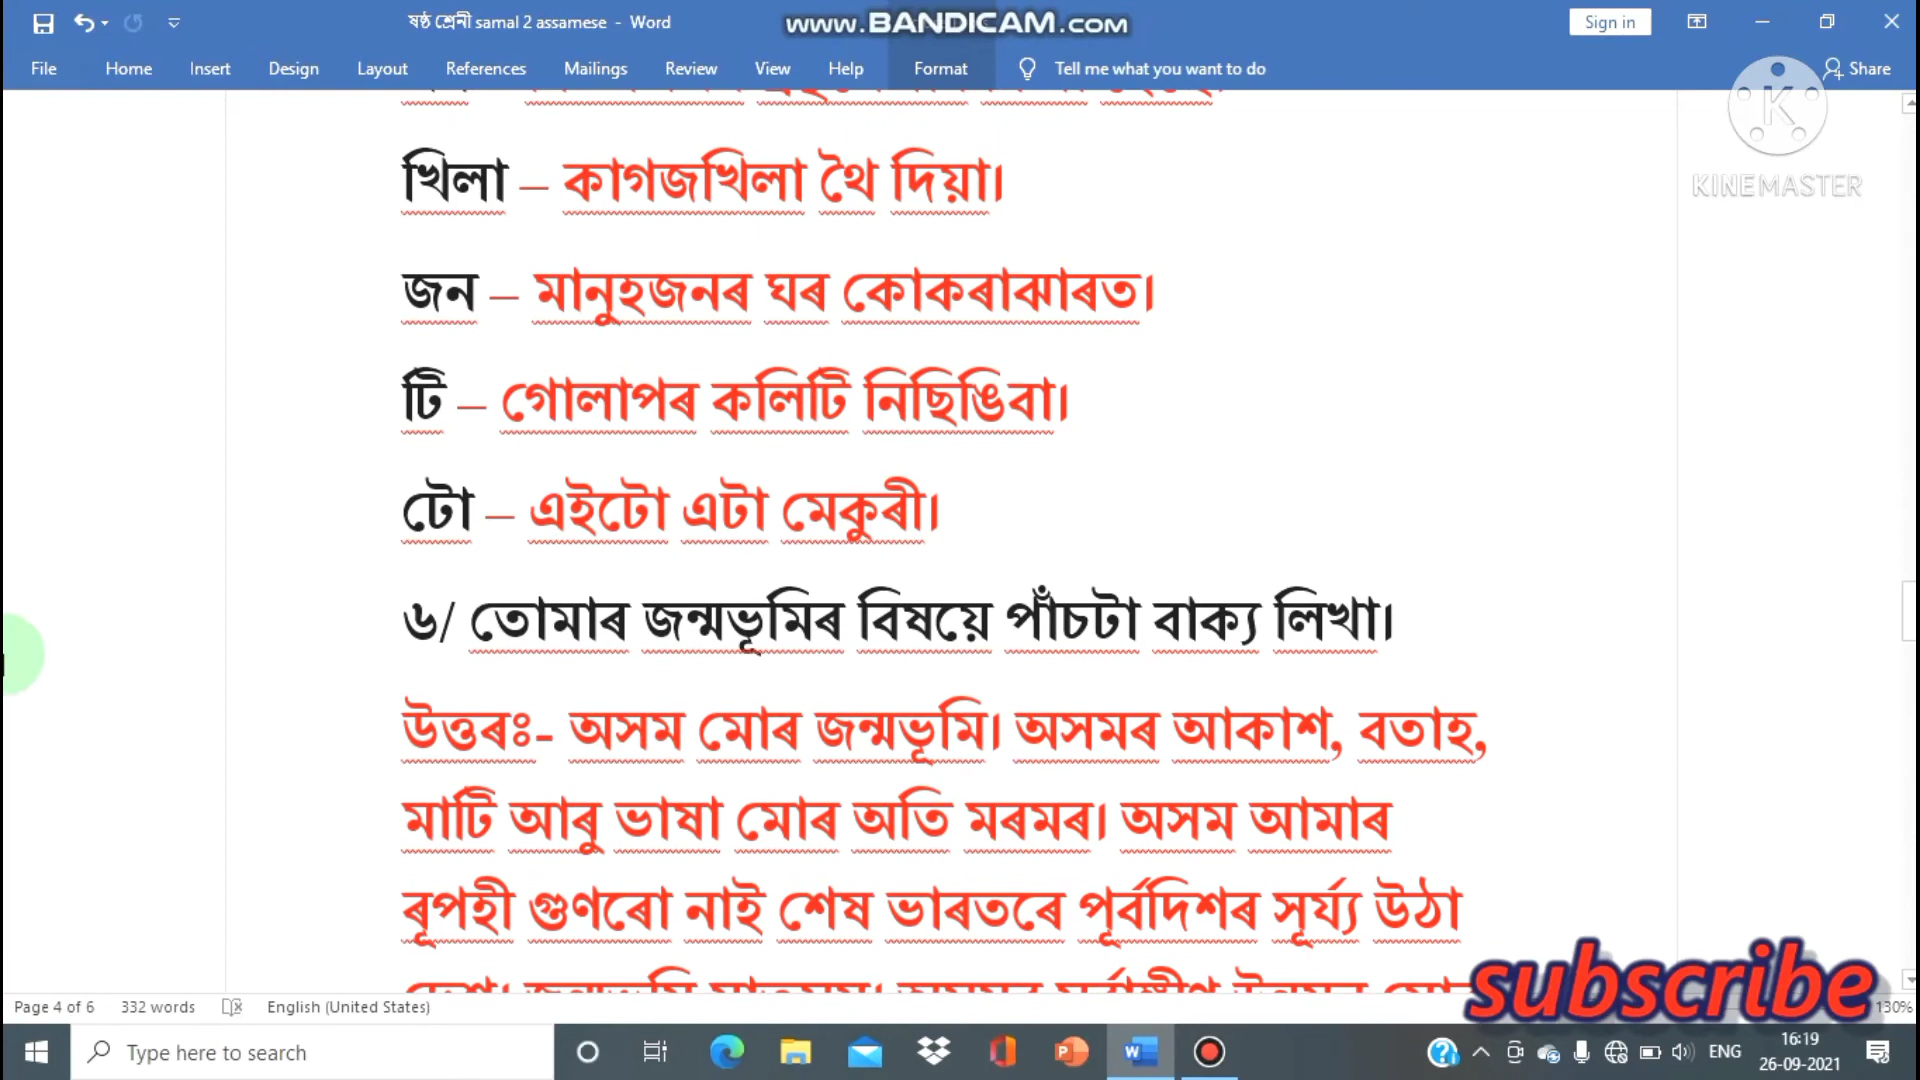 ষষ্ঠ শ্ৰেনী samal 2 assamese - Word
www.BANDICAM.com
Sign in
File Home Insert Design Layout References Mailings Review View Help Format Tell me what you want to do Share
K
KINEMASTER
খিলা – কাগজখিলা থৈ দিয়া।
জন – মানুহজনৰ ঘৰ কোকৰাঝাৰত।
টি – গোলাপৰ কলিটি নিছিঙিবা।
টো – এইটো এটা মেকুৰী।
৬/ তোমাৰ জন্মভূমিৰ বিষয়ে পাঁচটা বাক্য লিখা।
উত্তৰঃ- অসম মোৰ জন্মভূমি। অসমৰ আকাশ, বতাহ,
মাটি আৰু ভাষা মোৰ অতি মৰমৰ। অসম আমাৰ
ৰূপহী গুণৰো নাই শেষ ভাৰতৰে পূৰ্বদিশৰ সূৰ্য্য উঠা
subscribe
Page 4 of 6 332 words English (United States) 130%
Type here to search
ENG
16:19
26-09-2021